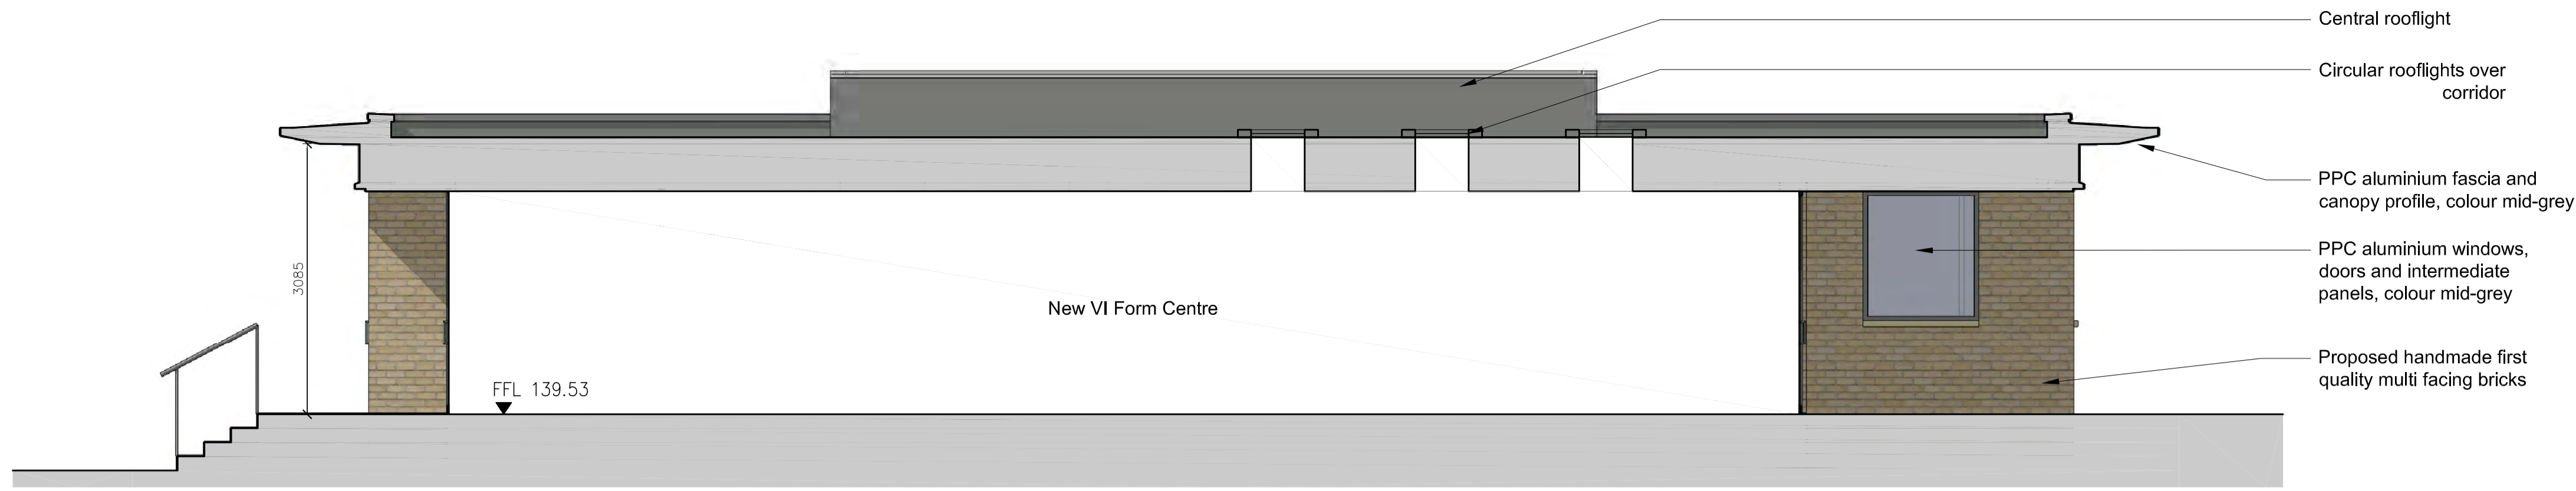 Central rooflight
Circular rooflights over
corridor
PPC aluminium fascia and
canopy profile, colour mid-grey
PPC aluminium windows,
doors and intermediate
panels, colour mid-grey
Proposed handmade first
quality multi facing bricks
3085
New VI Form Centre
FFL 139.53